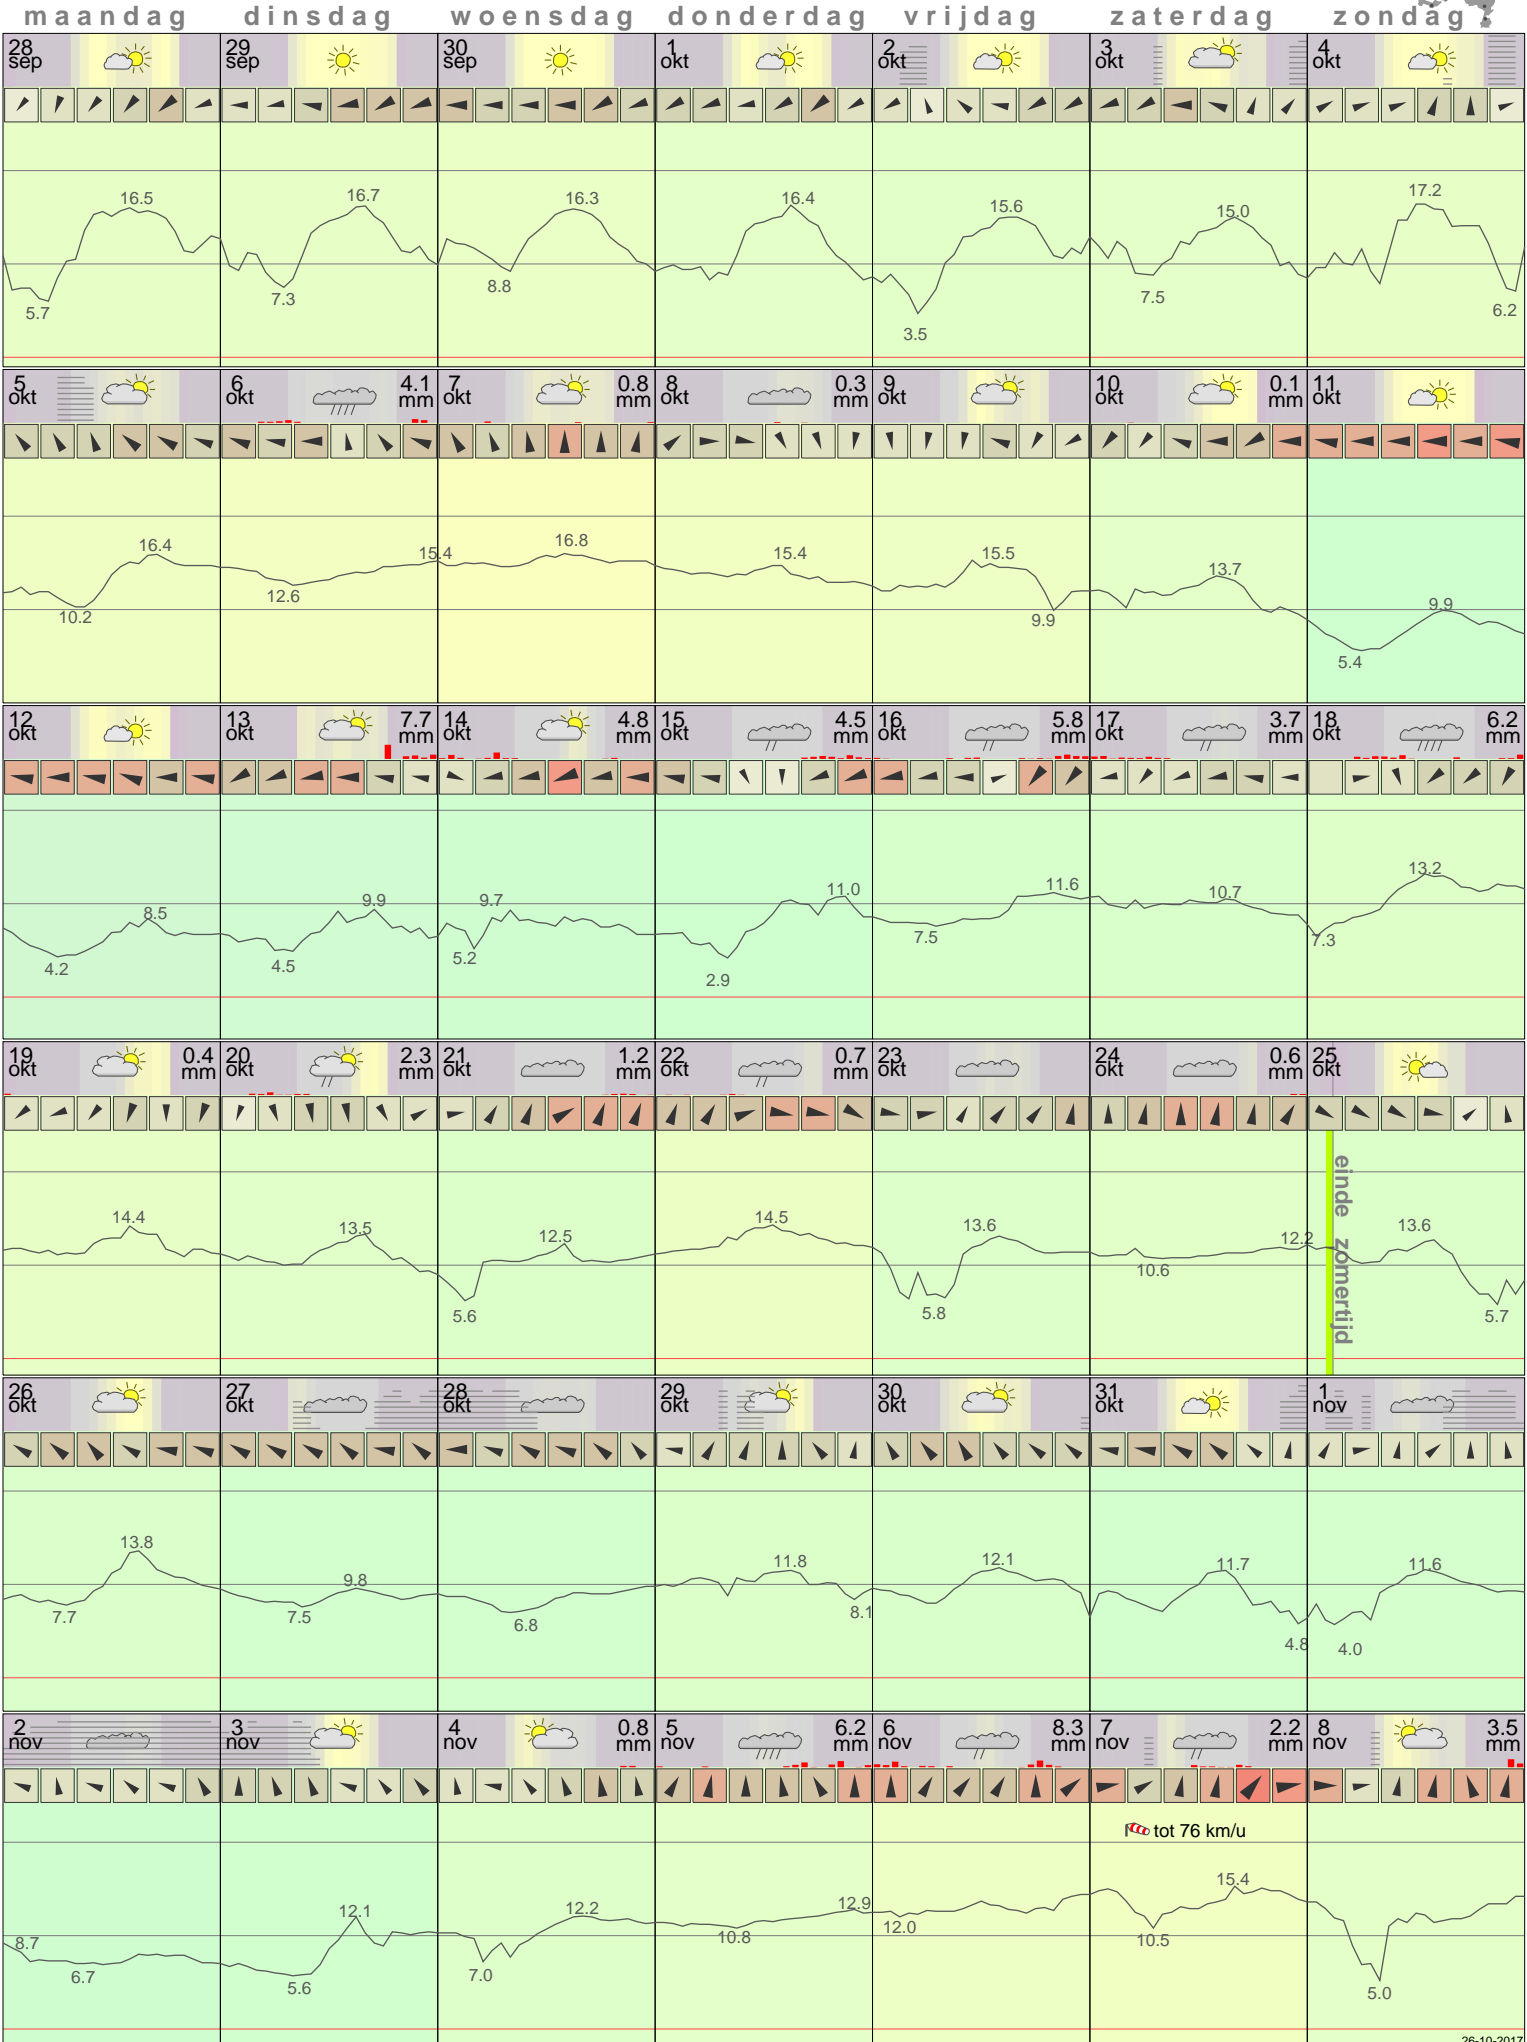 maandag dinsdag woensdag donderdag vrijdag zaterdag zondag
28 29 30 1 2 3 4
sep sep sep okt okt okt okt
16.5 16.7 16.3 16.4 15.6 15.0 17.2
5.7 7.3 8.8 3.5 7.5 6.2
5 6 4.1 7 0.8 8 0.3 9 10 0.1 11
okt okt mm okt mm okt mm okt okt mm okt
16.4 15.4 16.8 15.4 15.5 13.7 9.9
10.2 12.6 9.9 5.4
12 13 7.7 14 4.8 15 4.5 16 5.8 17 3.7 18 6.2
okt okt mm okt mm okt mm okt mm okt mm okt mm
8.5 9.9 9.7 11.0 11.6 10.7 13.2
4.2 4.5 5.2 2.9 7.5 7.3
19 0.4 20 2.3 21 1.2 22 0.7 23 24 0.6 25
okt mm okt mm okt mm okt mm okt okt mm okt
einde zomertijd
14.4 13.5 12.5 14.5 13.6 12.2 13.6
5.6 5.8 10.6 5.7
26 27 28 29 30 31 1
okt okt okt okt okt okt nov
13.8 9.8 11.8 12.1 11.7 11.6
7.7 7.5 6.8 8.1 4.8 4.0
2 3 4 0.8 5 6.2 6 8.3 7 2.2 8 3.5
nov nov nov mm nov mm nov mm nov mm nov mm
tot 76 km/u
8.7 12.1 12.2 12.9 15.4
6.7 5.6 7.0 10.8 12.0 10.5 5.0
26-10-2017